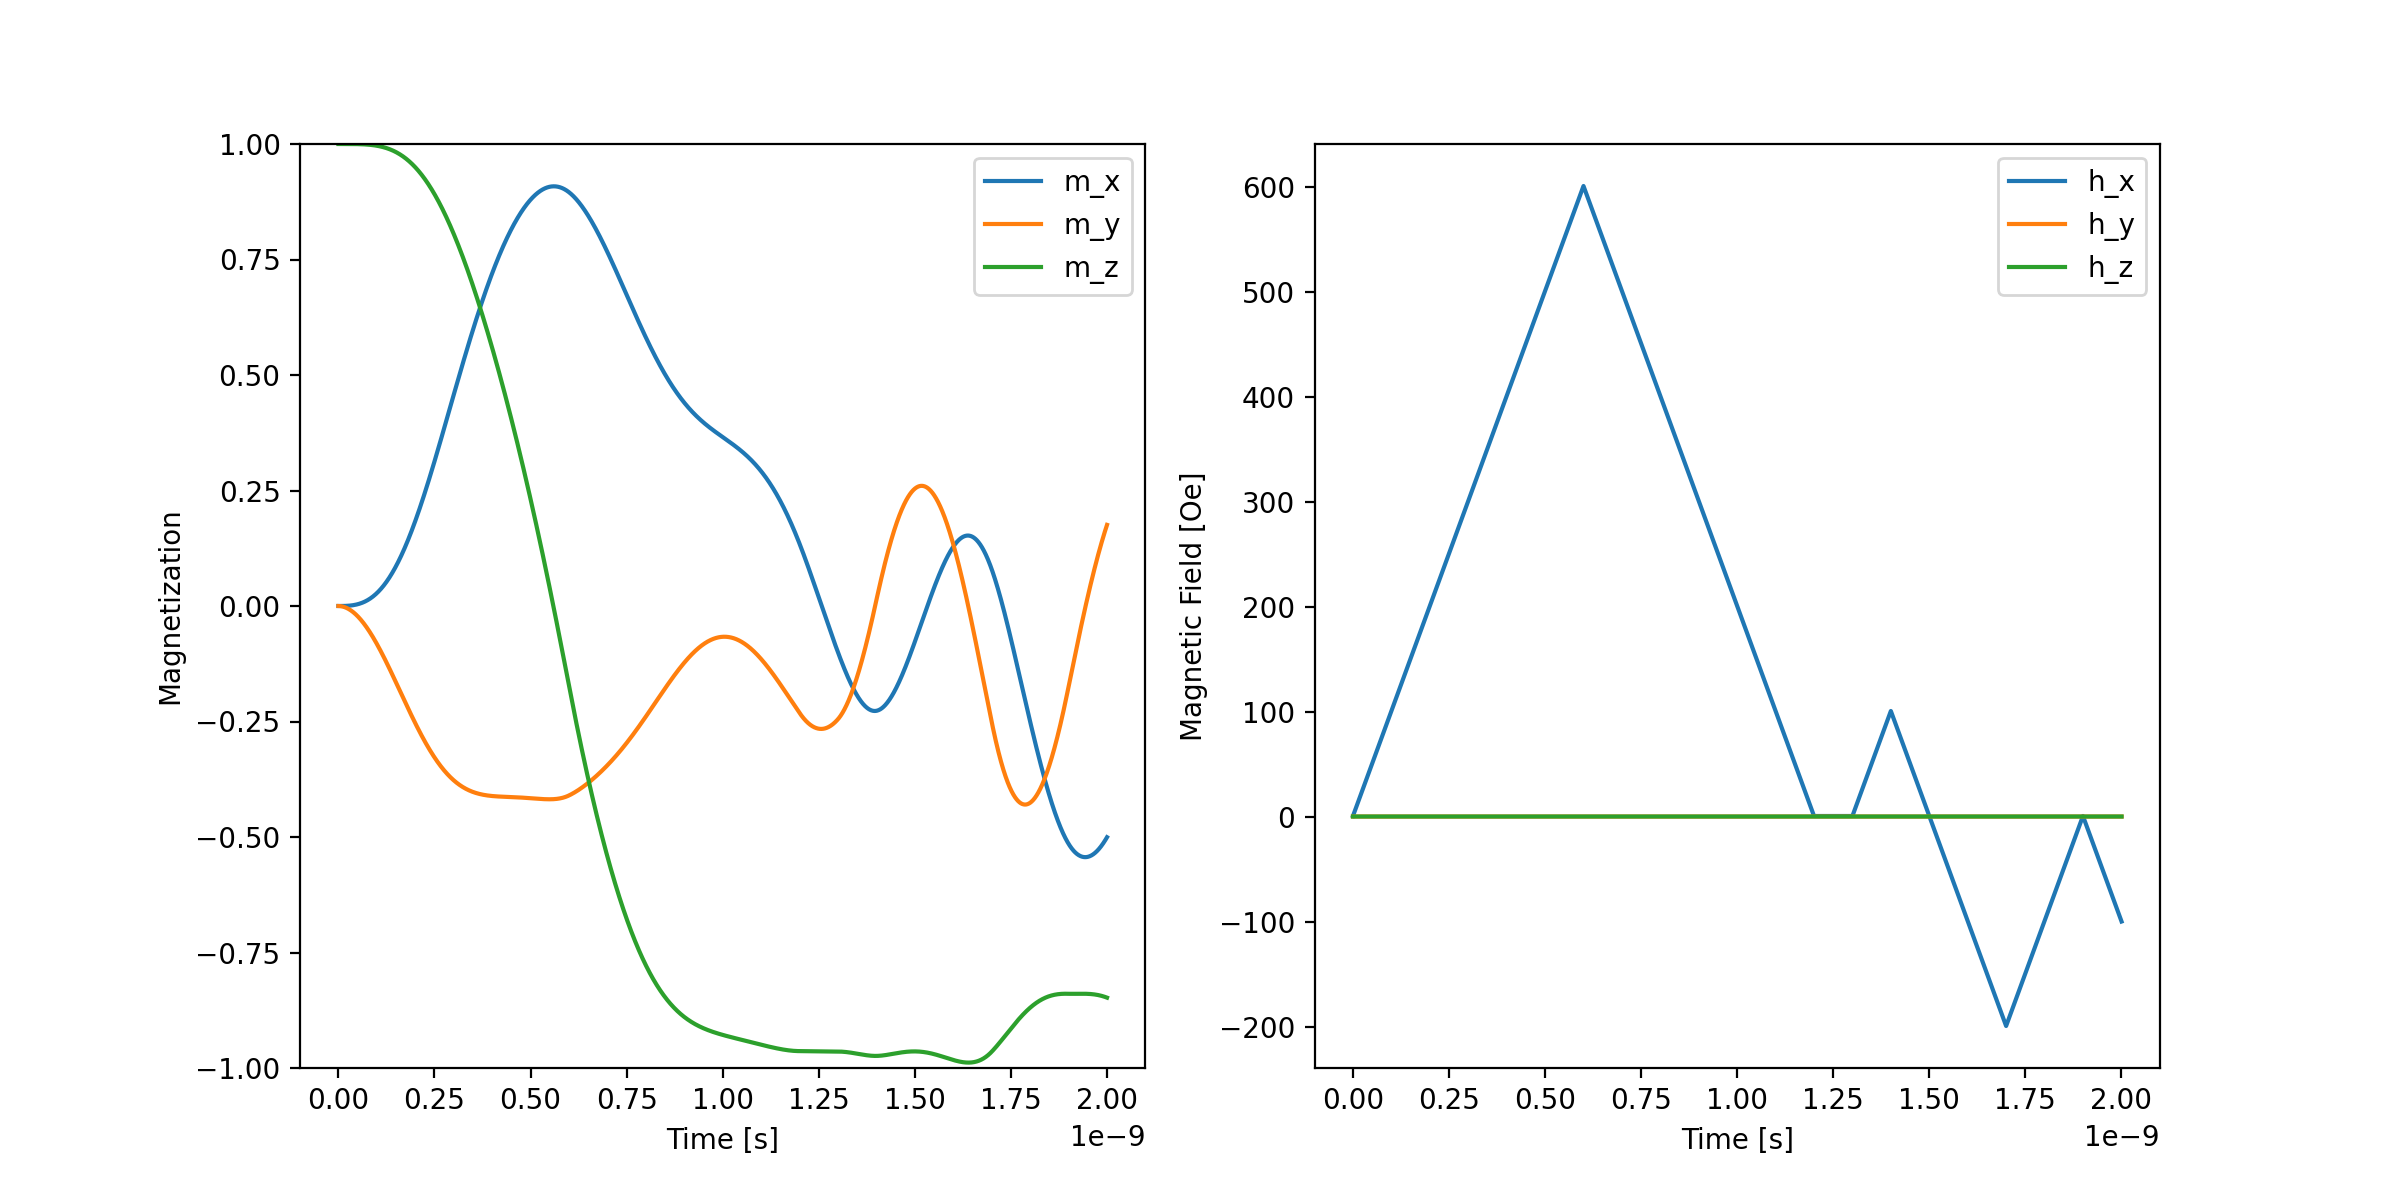 Magnetization
1.00
0.75
0.50
0.25
0.00
−0.25
−0.50
−0.75
−1.00
m_x
m_y
m_z
0.00 0.25 0.50 0.75 1.00 1.25 1.50 1.75 2.00
Time [s]
1e−9
Magnetic Field [Oe]
600
500
400
300
200
100
0
−100
−200
h_x
h_y
h_z
0.00 0.25 0.50 0.75 1.00 1.25 1.50 1.75 2.00
Time [s]
1e−9